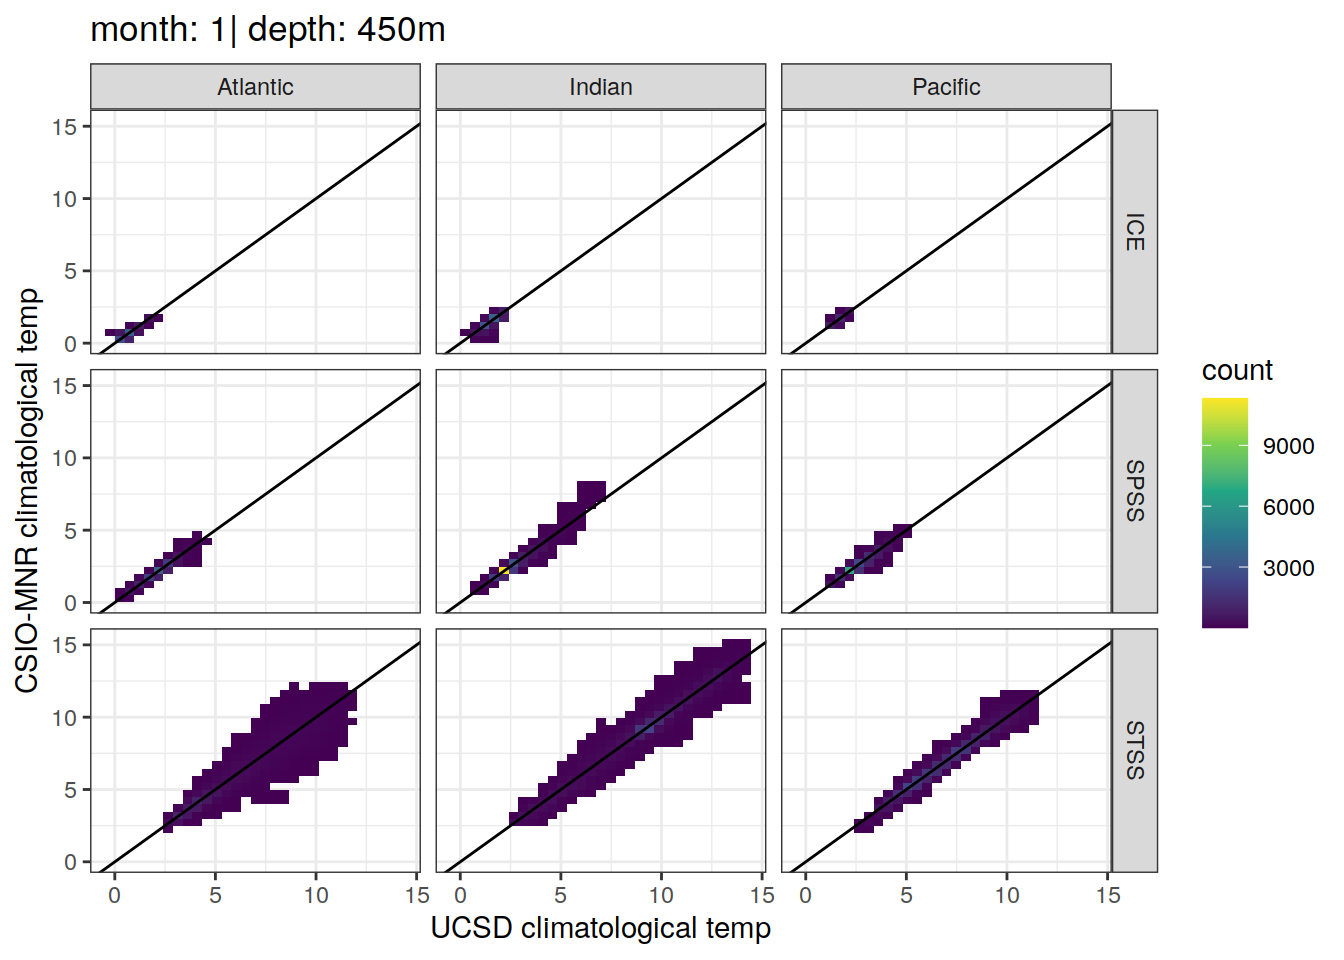 month: 1| depth: 450m
Atlantic
Indian
Pacific
15
10
5
0
ICE
15
10
5
0
SPSS
15
10
5
0
STSS
0 5 10 15
0 5 10 15
0 5 10 15
UCSD climatological temp
CSIO-MNR climatological temp
count
9000
6000
3000